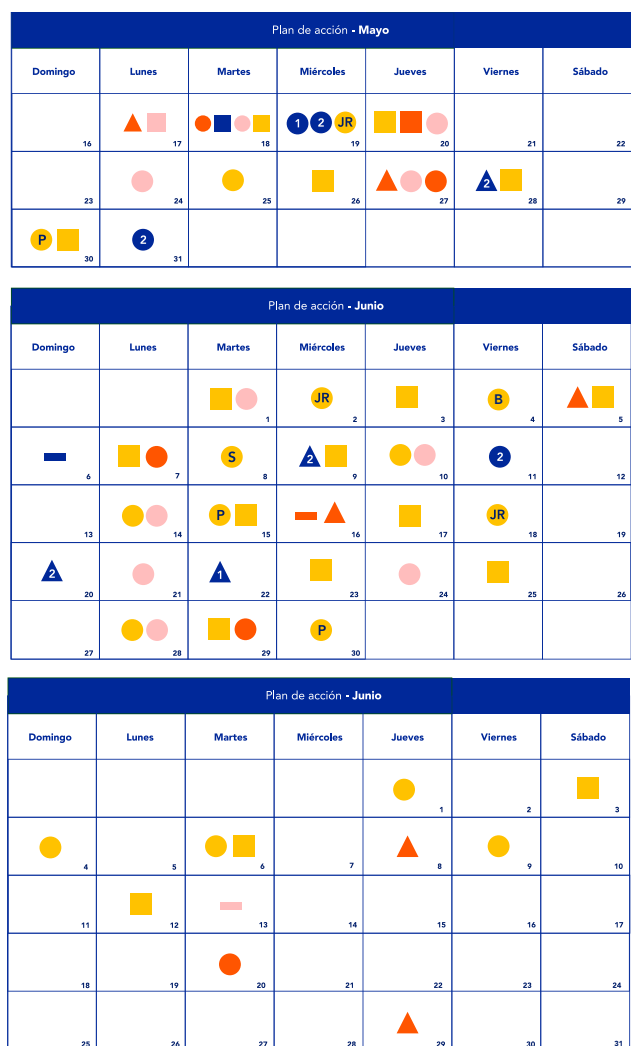 Plan de acción - Mayo
Domingo Lunes Martes Miércoles Jueves Viernes Sábado
1 2 JR
16 17 18 19 20 21 22
2
23 24 25 26 27 28 29
P 2
30 31
Plan de acción - Junio
Domingo Lunes Martes Miércoles Jueves Viernes Sábado
JR B
1 2 3 4 5
S 2 2
6 7 8 9 10 11 12
P JR
13 14 15 16 17 18 19
2 1
20 21 22 23 24 25 26
P
27 28 29 30
Plan de acción - Junio
Domingo Lunes Martes Miércoles Jueves Viernes Sábado
1 2 3
4 5 6 7 8 9 10
11 12 13 14 15 16 17
18 19 20 21 22 23 24
25 26 27 28 29 30 31